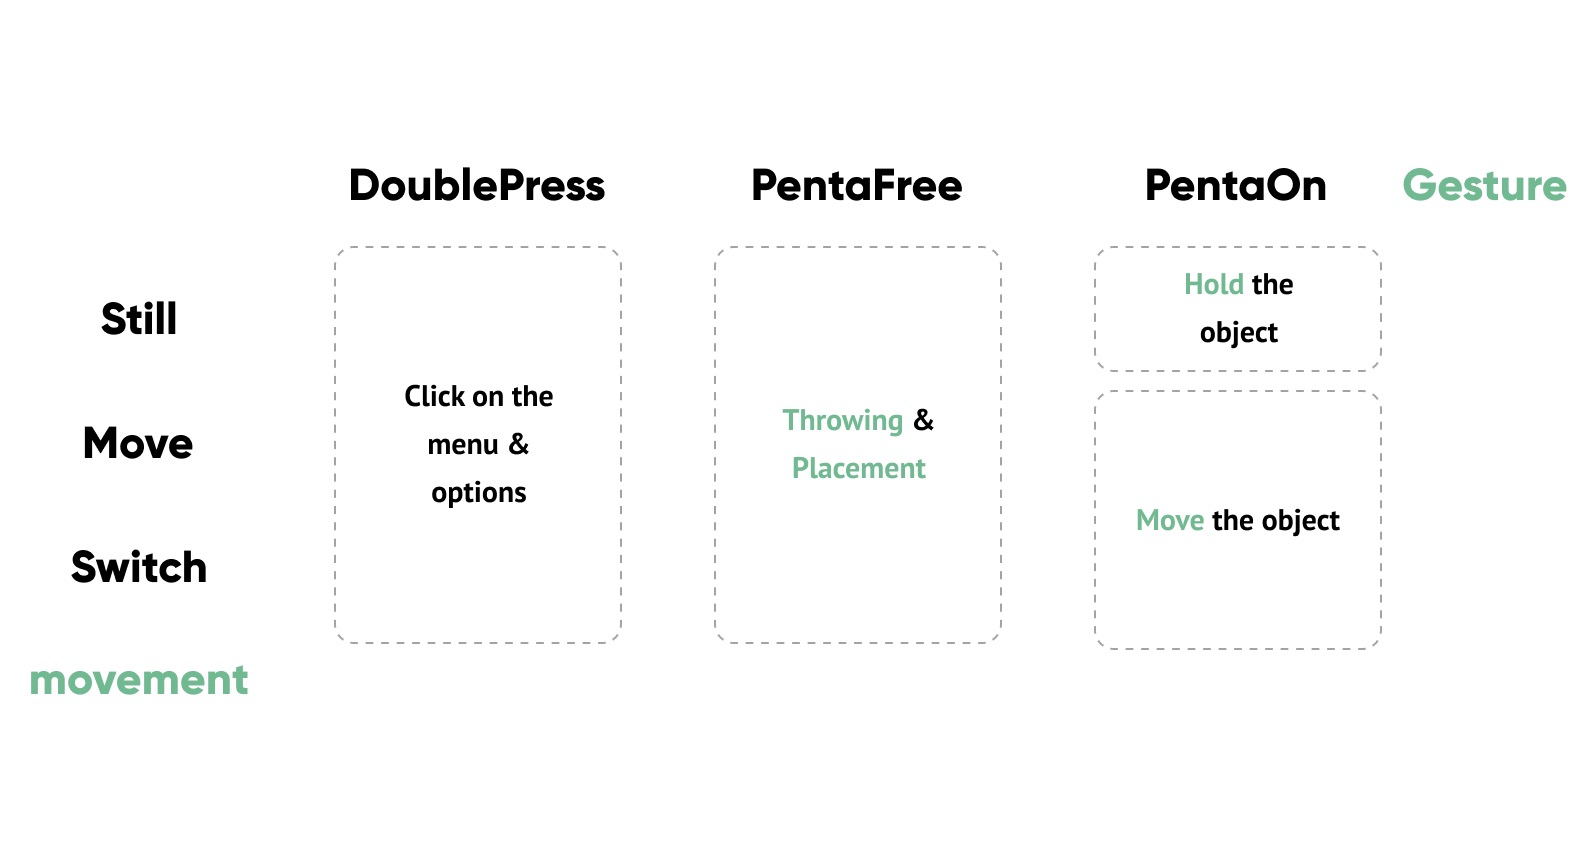 DoublePress
PentaFree
PentaOn
Gesture
Still
Move
Switch
movement
Click on the
menu &
options
Throwing &
Placement
Hold the
object
Move the object